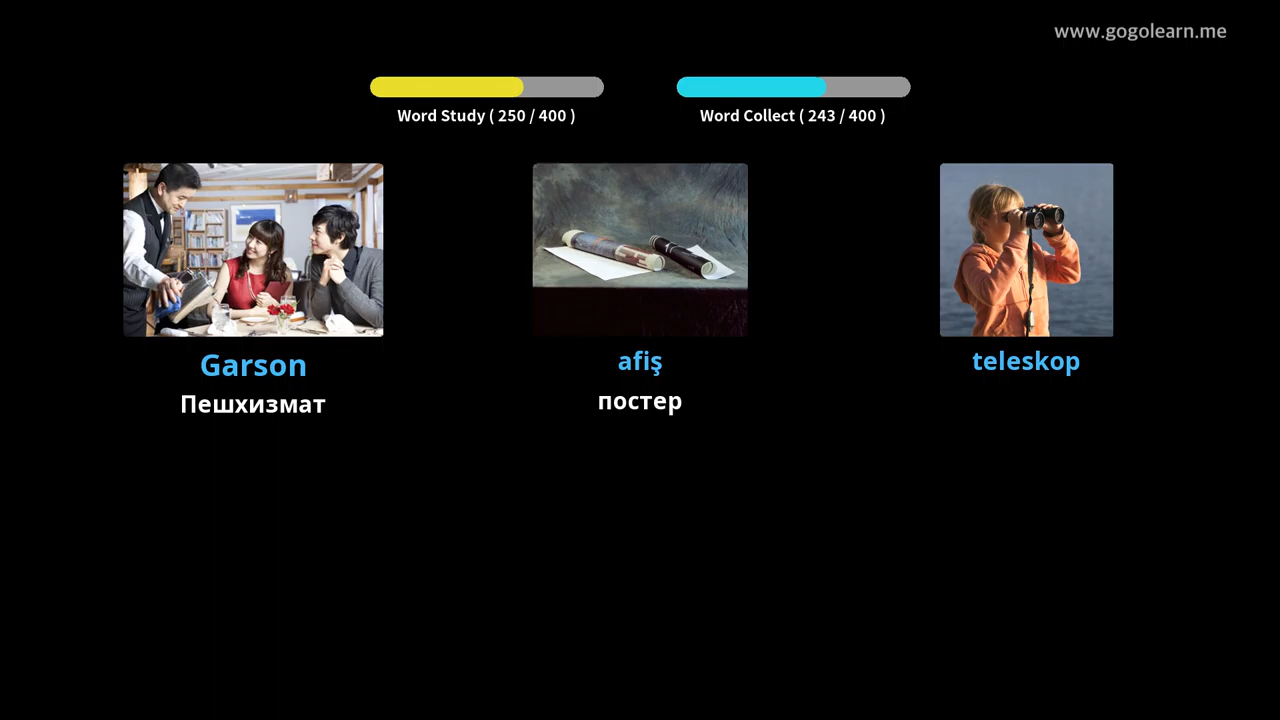 www.gogolearn.me
Word Study ( 250 / 400 )
Word Collect ( 243 / 400 )
Garson
Пешхизмат
afiş
постер
teleskop